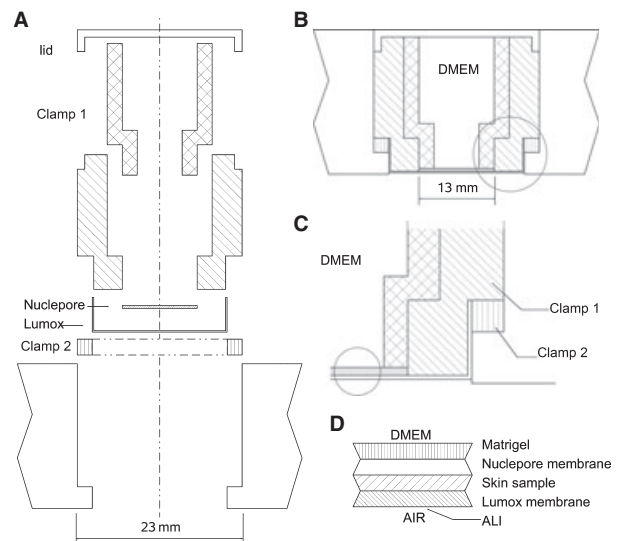 A
lid
Clamp 1
Nuclepore
Lumox
Clamp 2
23 mm
B
DMEM
13 mm
C
DMEM
Clamp 1
Clamp 2
D
DMEM
Matrigel
Nuclepore membrane
Skin sample
Lumox membrane
AIR
ALI